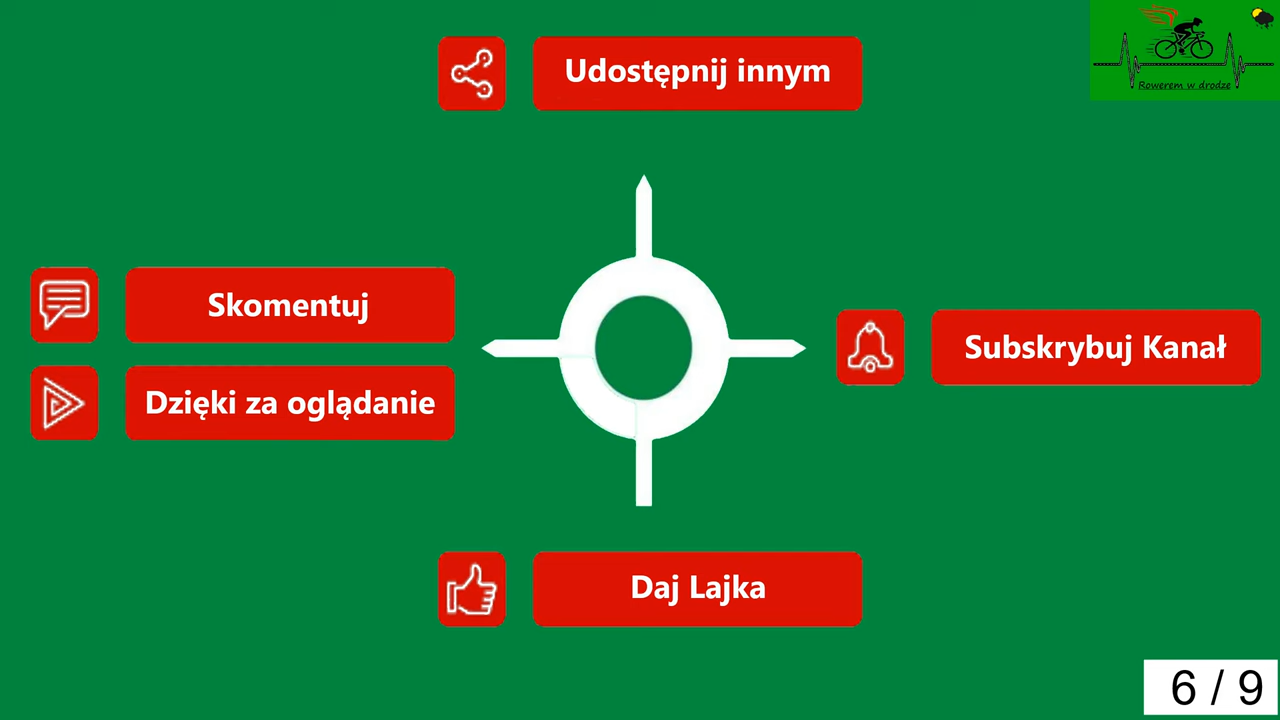 Udostępnij innym
Rowerem w drodze
Skomentuj
Subskrybuj Kanał
Dzięki za oglądanie
Daj Lajka
6 / 9